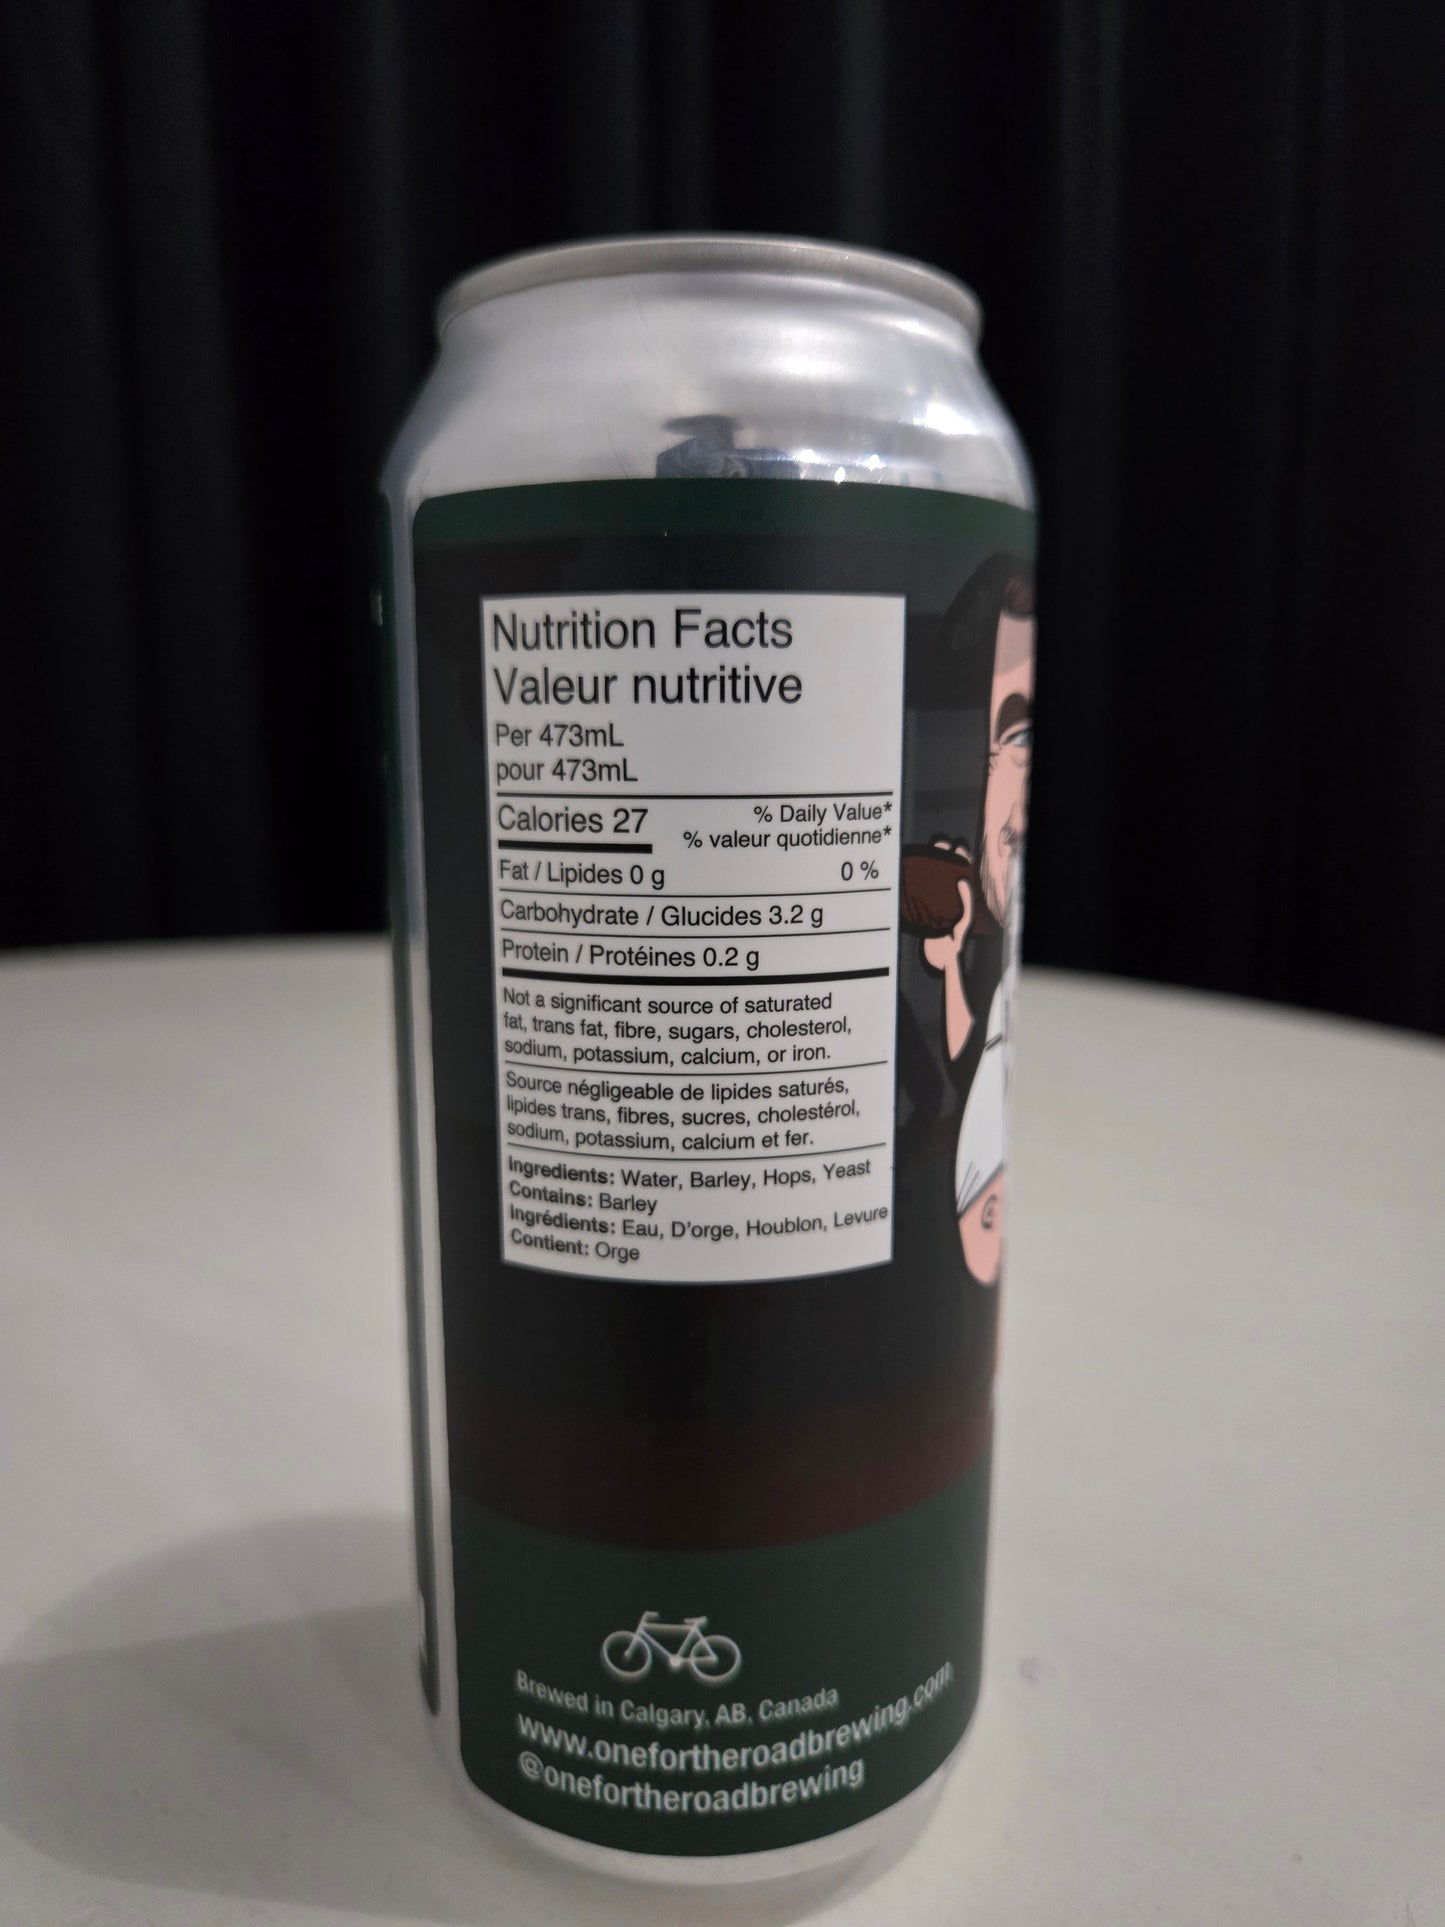 Nutrition Facts
Valeur nutritive
Per 473mL
pour 473mL
Calories 27
% Daily Value*
% valeur quotidienne*
Fat / Lipides 0 g 0 %
Carbohydrate / Glucides 3.2 g
Protein / Protéines 0.2 g
Not a significant source of saturated
fat, trans fat, fibre, sugars, cholesterol,
sodium, potassium, calcium, or iron.
Source négligeable de lipides saturés,
lipides trans, fibres, sucres, cholestérol,
sodium, potassium, calcium et fer.
Ingredients: Water, Barley, Hops, Yeast
Contains: Barley
Ingrédients: Eau, D'orge, Houblon, Levure
Contient: Orge
Brewed in Calgary, AB, Canada
www.onefortheroadbrewing.com
@onefortheroadbrewing